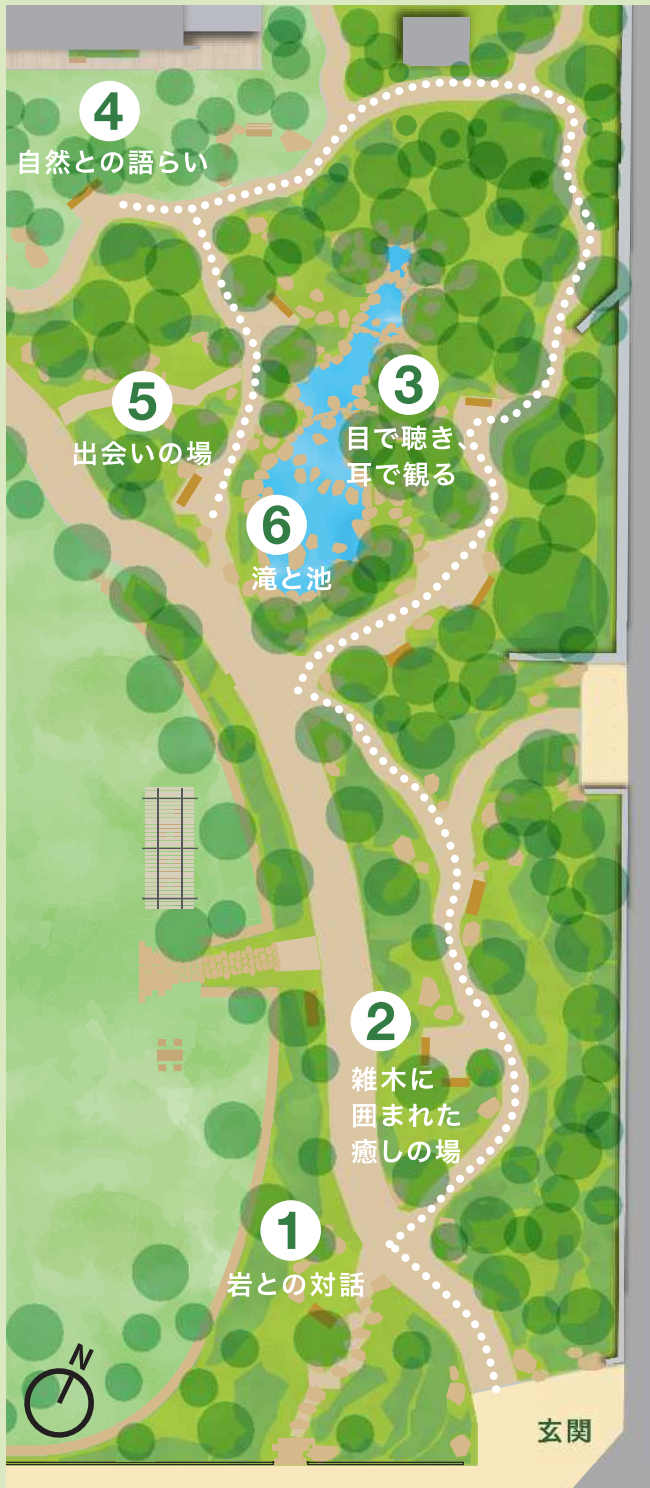 4
自然との語らい
5
出会いの場
3
目で聴き、
耳で観る
6
滝と池
2
雑木に
囲まれた
癒しの場
1
岩との対話
N
玄関